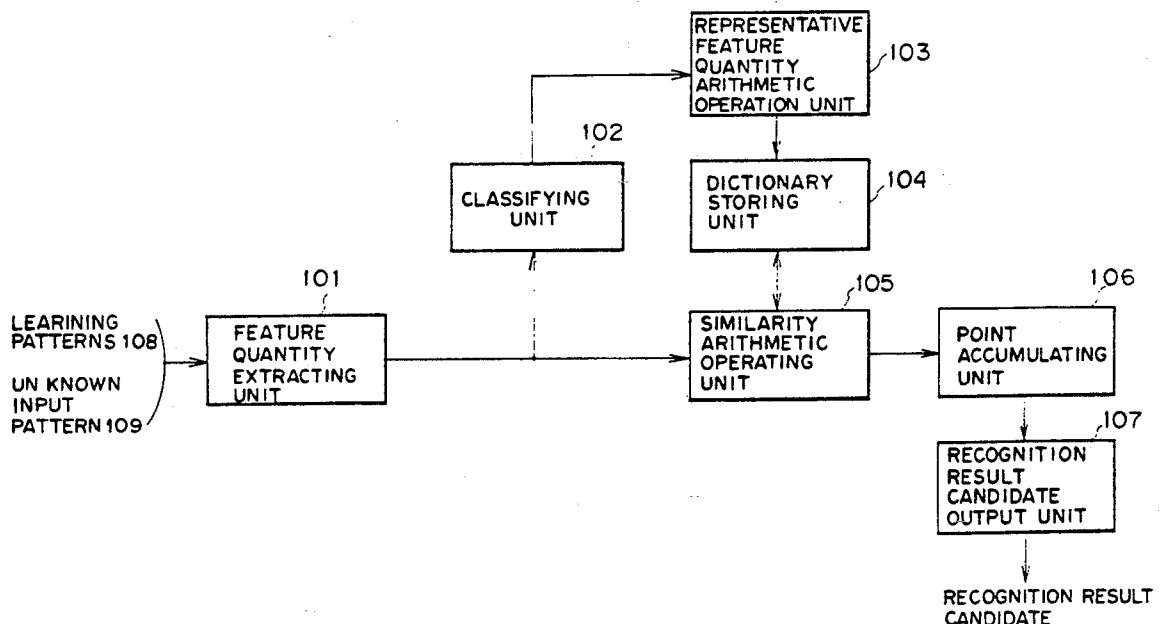 REPRESENTATIVE
FEATURE
QUANTITY
ARITHMETIC
OPERATION UNIT
103
102
CLASSIFYING
UNIT
DICTIONARY
STORING
UNIT
104
101
LEARINING
PATTERNS 108
UN KNOWN
INPUT
PATTERN 109
FEATURE
QUANTITY
EXTRACTING
UNIT
105
SIMILARITY
ARITHMETIC
OPERATING
UNIT
106
POINT
ACCUMULATING
UNIT
107
RECOGNITION
RESULT
CANDIDATE
OUTPUT UNIT
RECOGNITION RESULT
CANDIDATE